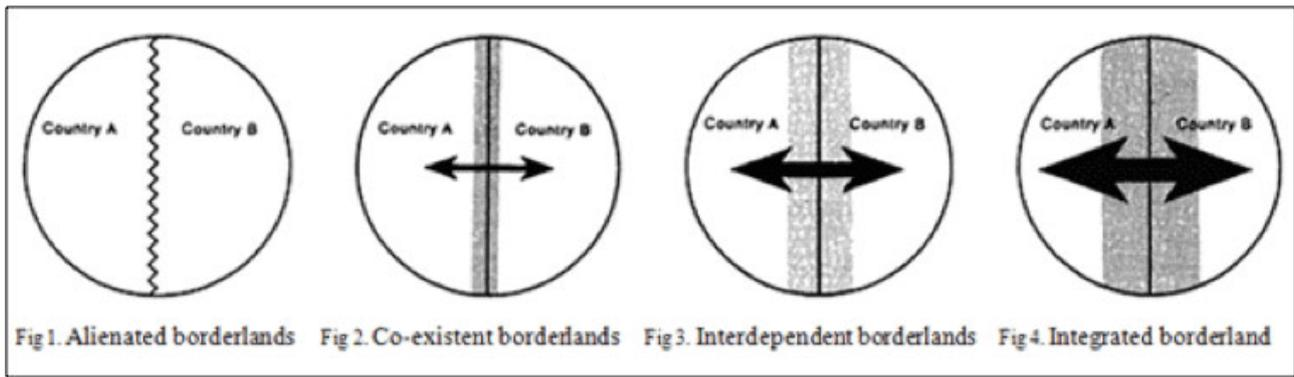 Country A
Country B
Country A
Country B
Country A
Country B
Country A
Country B
Fig 1. Alienated borderlands
Fig 2. Co-existent borderlands
Fig 3. Interdependent borderlands
Fig 4. Integrated borderland